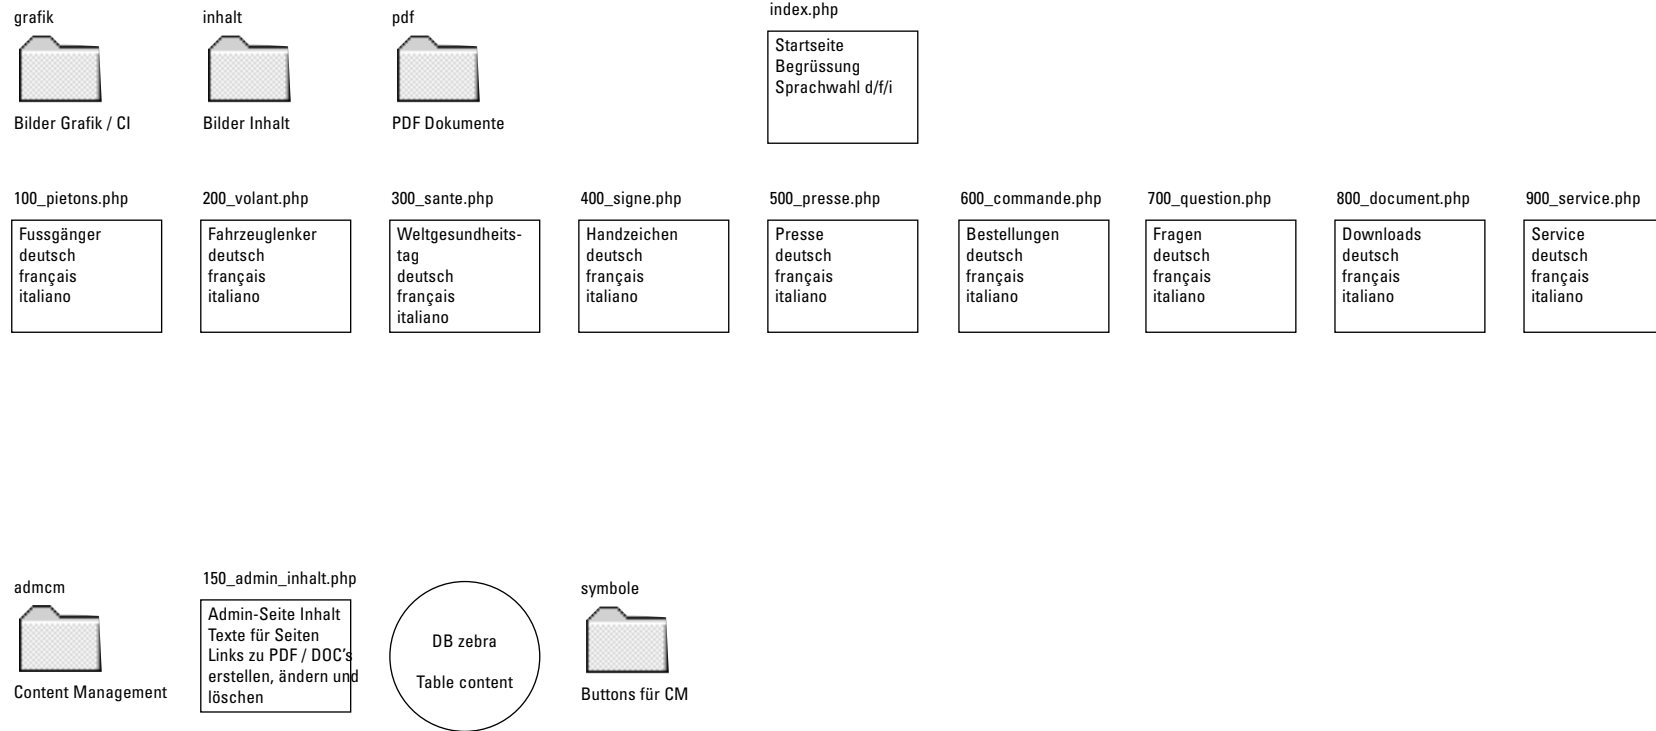 grafik
Bilder Grafik / CI
inhalt
Bilder Inhalt
pdf
PDF Dokumente
index.php
Startseite
Begrüssung
Sprachwahl d/f/i
100_pietons.php
Fussgänger
deutsch
français
italiano
200_volant.php
Fahrzeuglenker
deutsch
français
italiano
300_sante.php
Weltgesundheits-
tag
deutsch
français
italiano
400_signe.php
Handzeichen
deutsch
français
italiano
500_presse.php
Presse
deutsch
français
italiano
600_commande.php
Bestellungen
deutsch
français
italiano
700_question.php
Fragen
deutsch
français
italiano
800_document.php
Downloads
deutsch
français
italiano
900_service.php
Service
deutsch
français
italiano
admcm
Content Management
150_admin_inhalt.php
Admin-Seite Inhalt
Texte für Seiten
Links zu PDF / DOC's
erstellen, ändern und
löschen
DB zebra
Table content
symbole
Buttons für CM